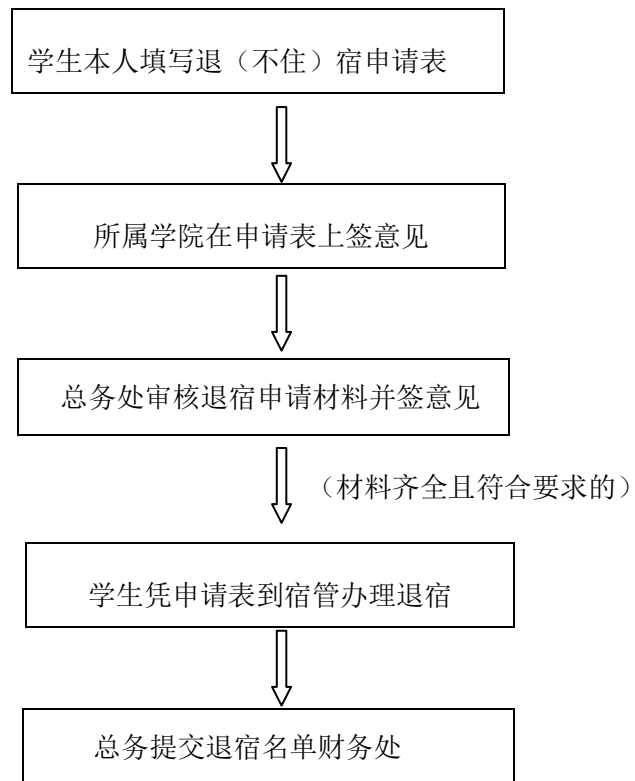 学生本人填写退（不住）宿申请表
所属学院在申请表上签意见
总务处审核退宿申请材料并签意见
（材料齐全且符合要求的）
学生凭申请表到宿管办理退宿
总务提交退宿名单财务处